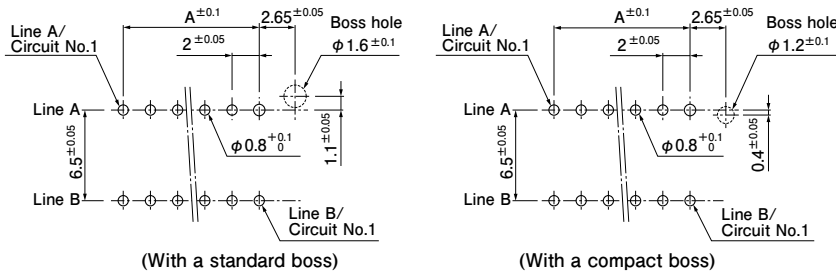 A±0.1
2.65±0.05
Line A/
Circuit No.1
2±0.05
Boss hole
φ1.6±0.1
Line A
6.5±0.05
φ0.8 +0.1 0
1.1±0.05
Line B
Line B/
Circuit No.1
(With a standard boss)
A±0.1
2.65±0.05
Line A/
Circuit No.1
2±0.05
Boss hole
φ1.2±0.1
Line A
6.5±0.05
φ0.8 +0.1 0
0.4±0.05
Line B
Line B/
Circuit No.1
(With a compact boss)